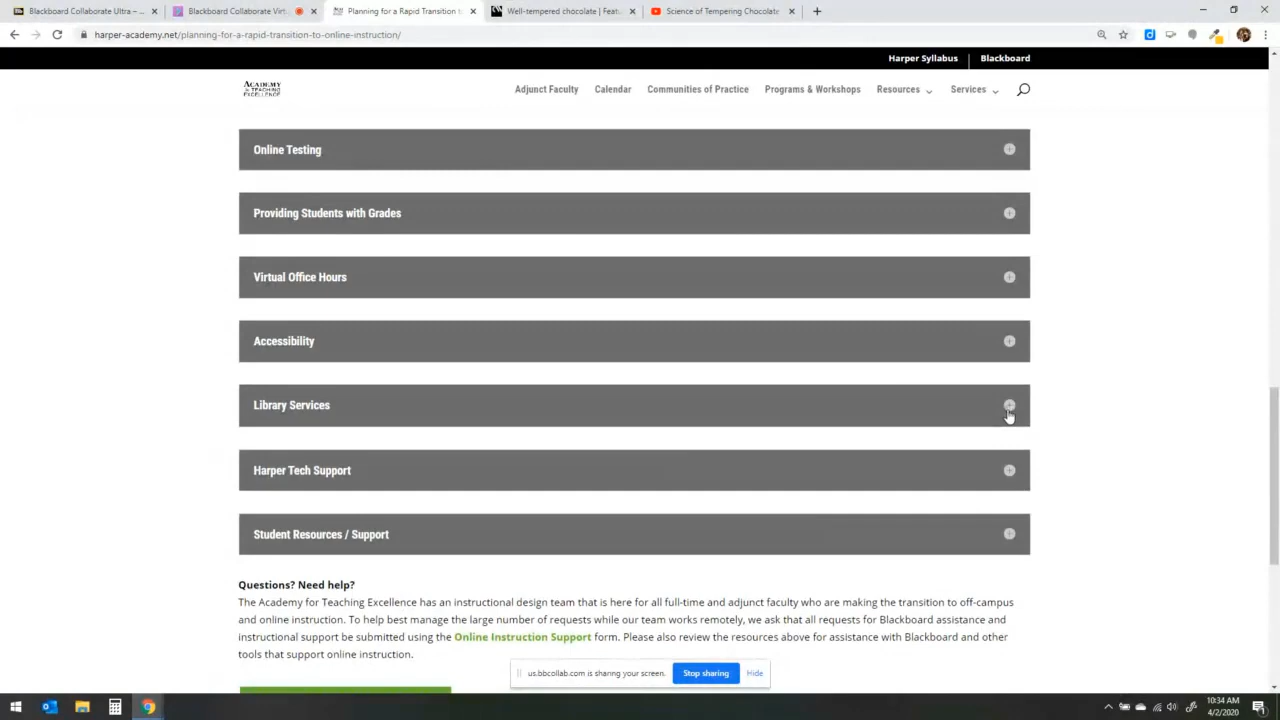 Blackboard Collaborate Ultra –
Blackboard Collaborate Virtu
Planning for a Rapid Transition t
Well-tempered chocolate | Feat
Science of Tempering Chocolate
harper-academy.net/planning-for-a-rapid-transition-to-online-instruction/
Harper Syllabus
Blackboard
ACADEMY
for TEACHING
EXCELLENCE
Adjunct Faculty
Calendar
Communities of Practice
Programs & Workshops
Resources
Services
Online Testing
Providing Students with Grades
Virtual Office Hours
Accessibility
Library Services
Harper Tech Support
Student Resources / Support
Questions? Need help?
The Academy for Teaching Excellence has an instructional design team that is here for all full-time and adjunct faculty who are making the transition to off-campus
and online instruction. To help best manage the large number of requests while our team works remotely, we ask that all requests for Blackboard assistance and
instructional support be submitted using the Online Instruction Support form. Please also review the resources above for assistance with Blackboard and other
tools that support online instruction.
us.bbcollab.com is sharing your screen.
Stop sharing
Hide
10:34 AM
4/2/2020